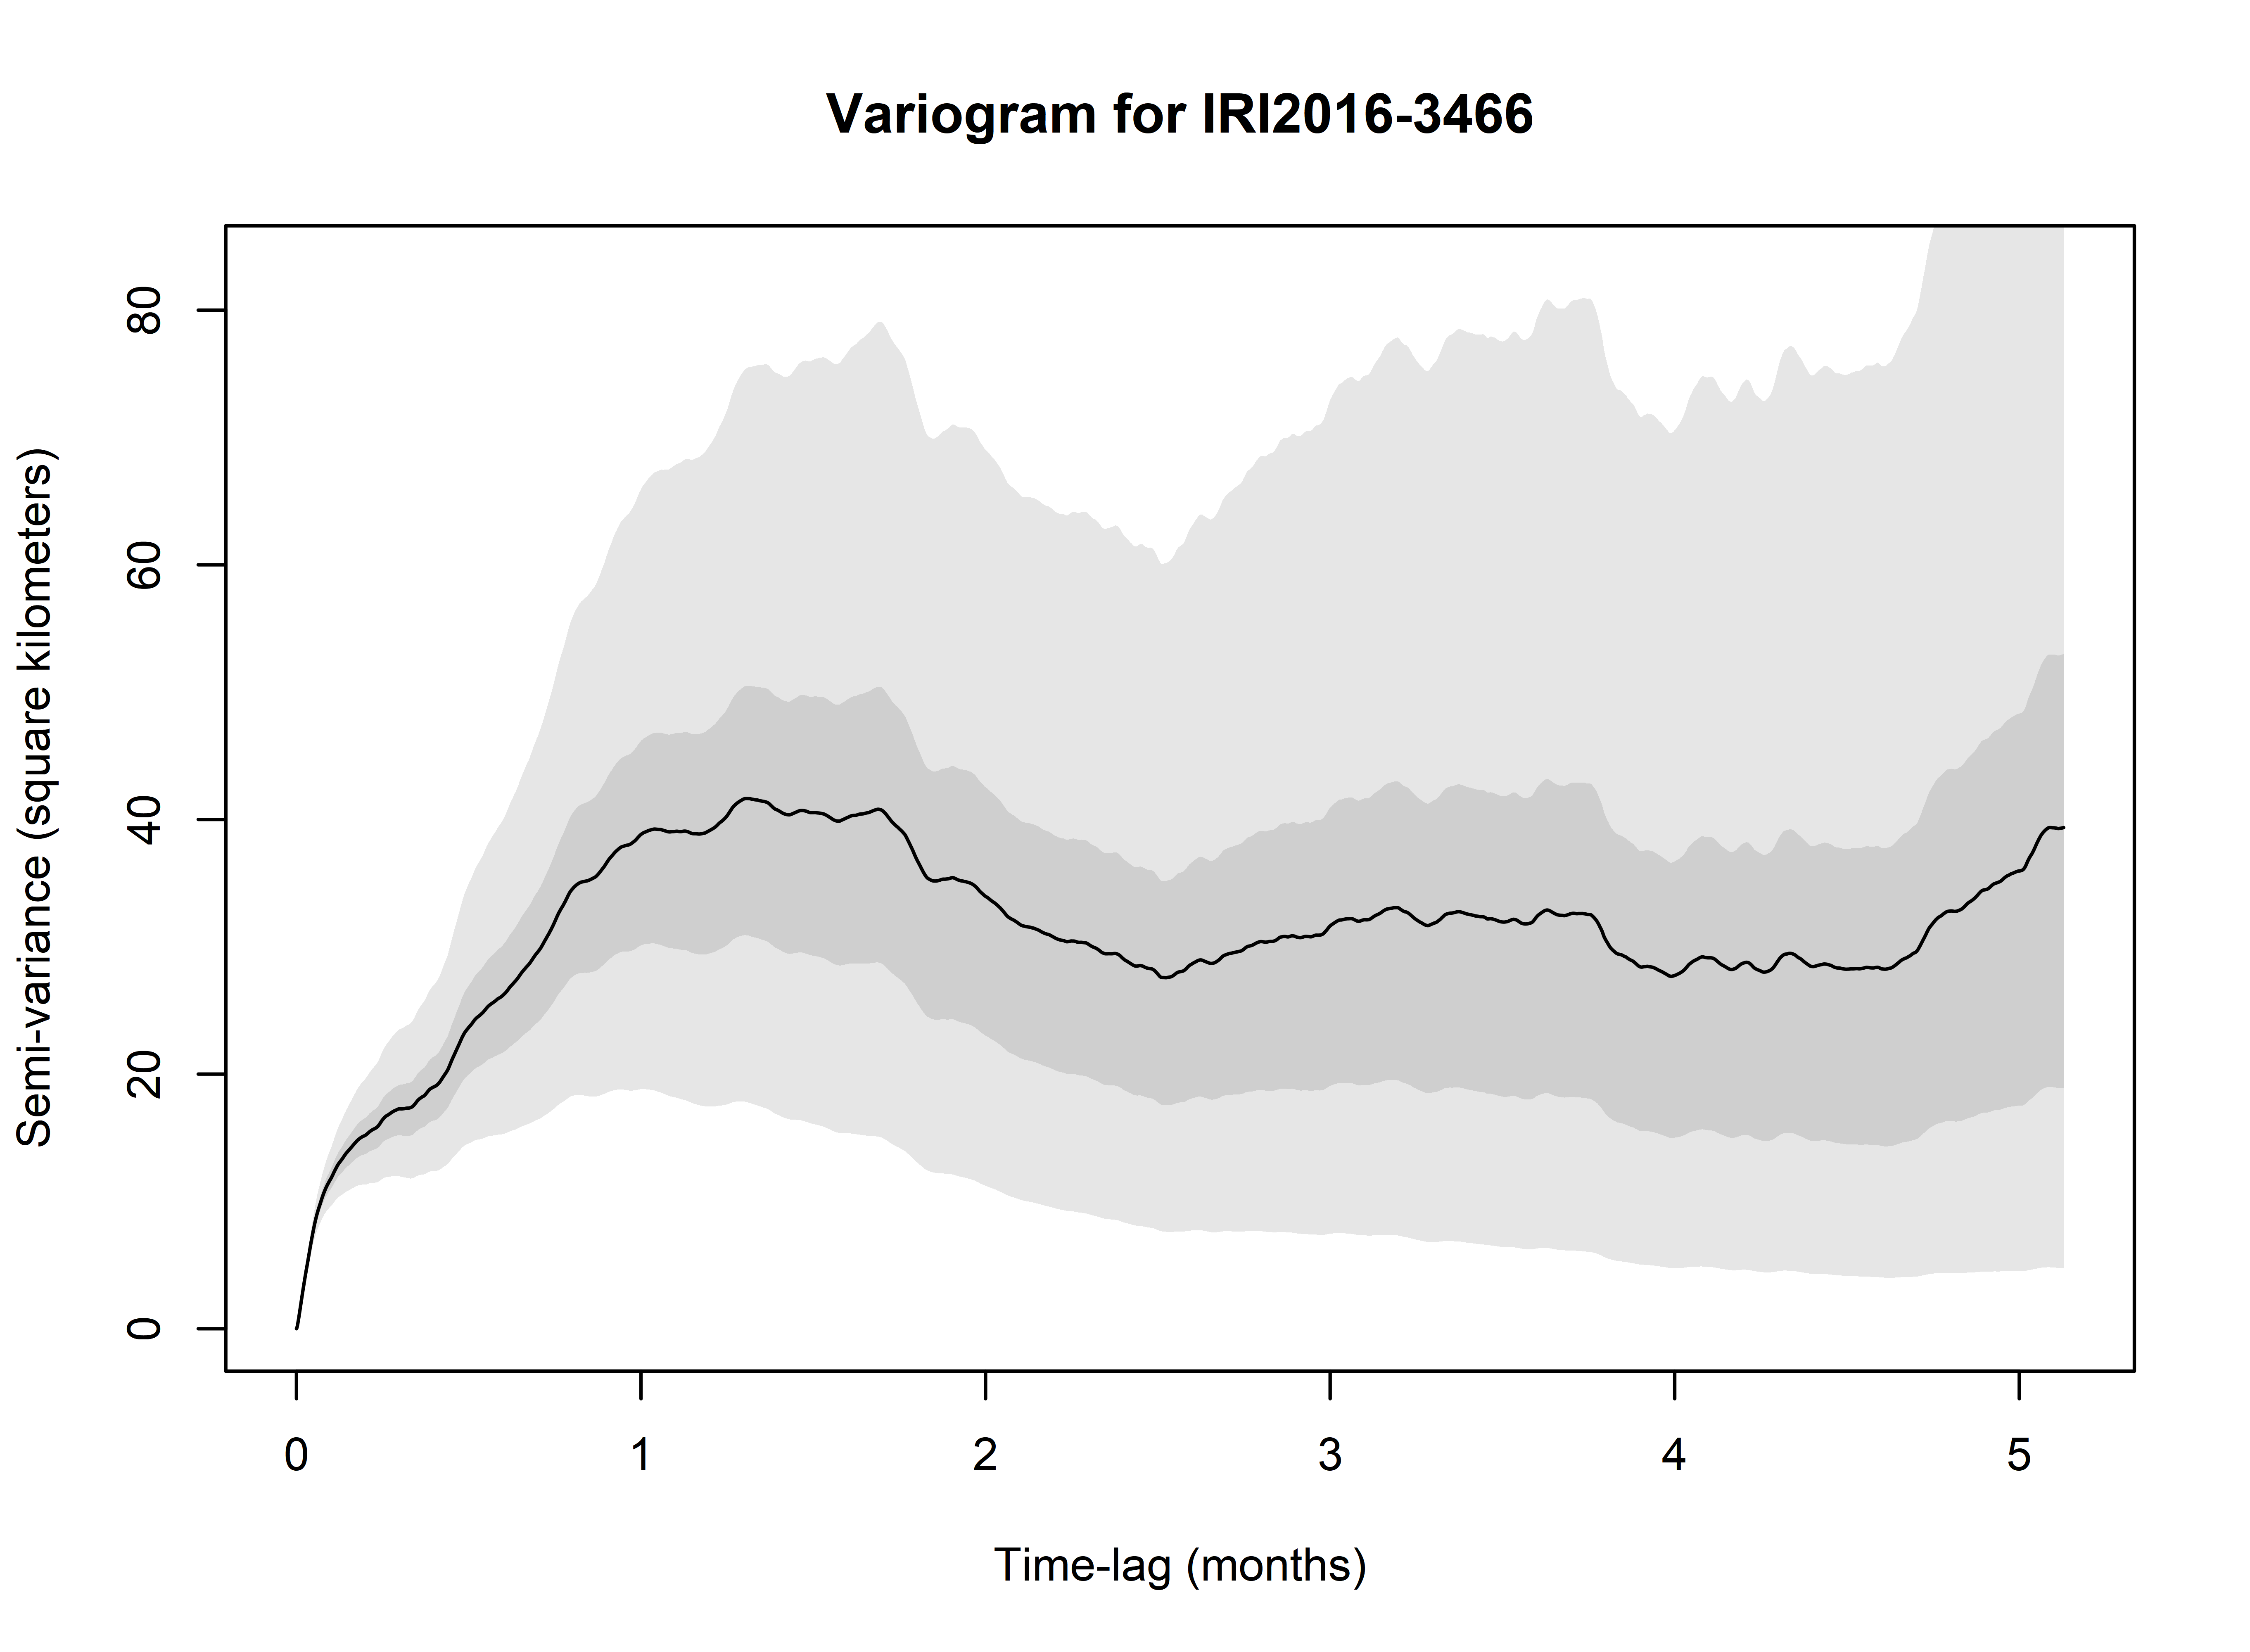 Variogram for IRI2016-3466
Semi-variance (square kilometers)
80
60
40
20
0
0 1 2 3 4 5
Time-lag (months)